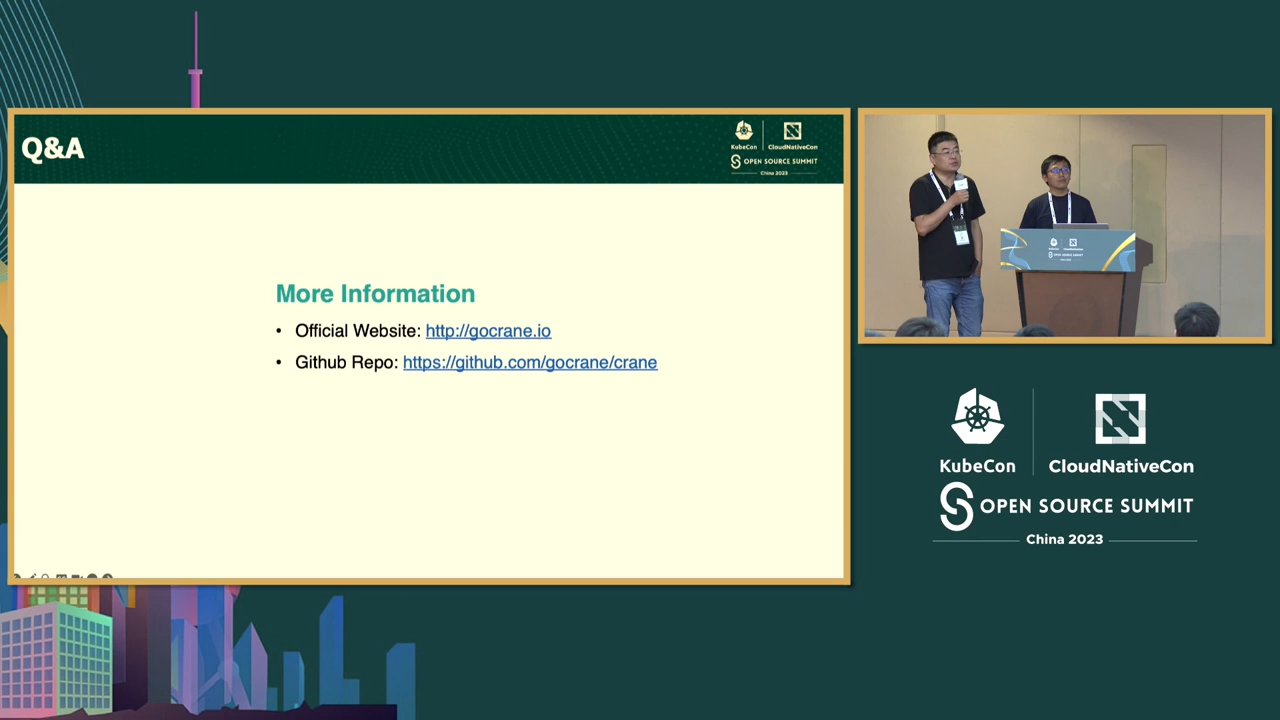 Q&A
KubeCon
CloudNativeCon
OPEN SOURCE SUMMIT
China 2023
More Information
• Official Website: http://gocrane.io
• Github Repo: https://github.com/gocrane/crane
KubeCon
CloudNativeCon
OPEN SOURCE SUMMIT
China 2023